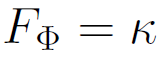 F_Φ = κ